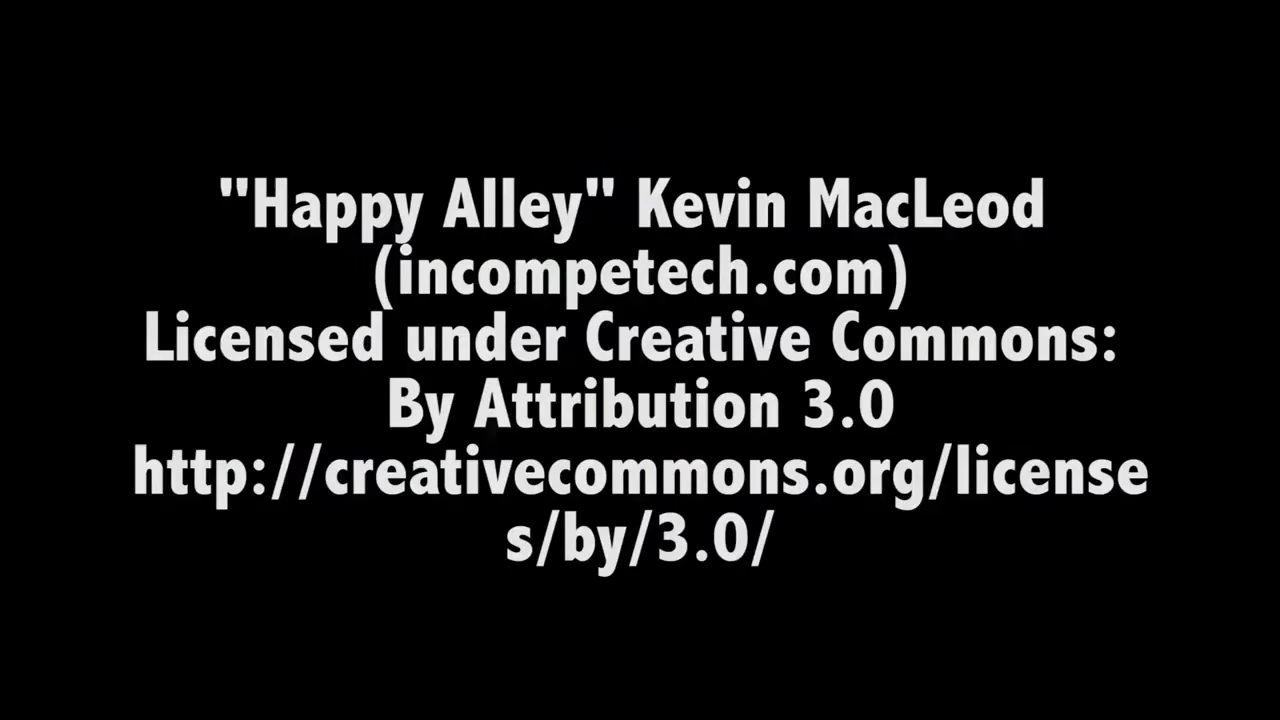 "Happy Alley" Kevin MacLeod
(incompetech.com)
Licensed under Creative Commons:
By Attribution 3.0
http://creativecommons.org/license
s/by/3.0/